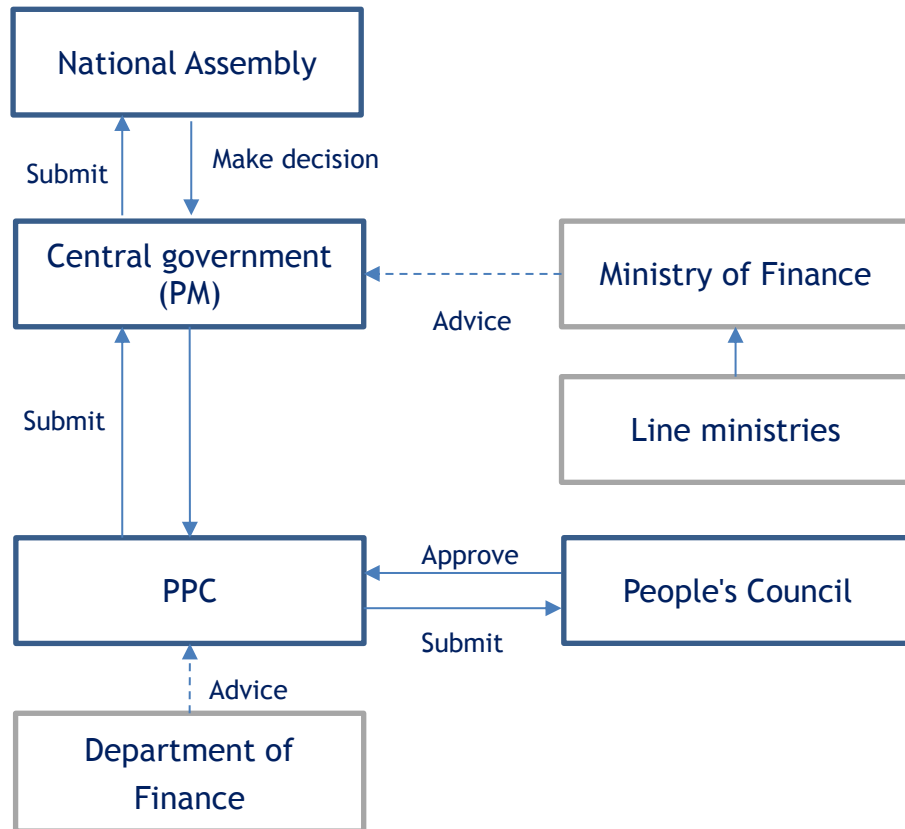 National Assembly
Submit
Make decision
Central government
(PM)
Ministry of Finance
Advice
Submit
Line ministries
Approve
PPC
People's Council
Submit
Advice
Department of
Finance